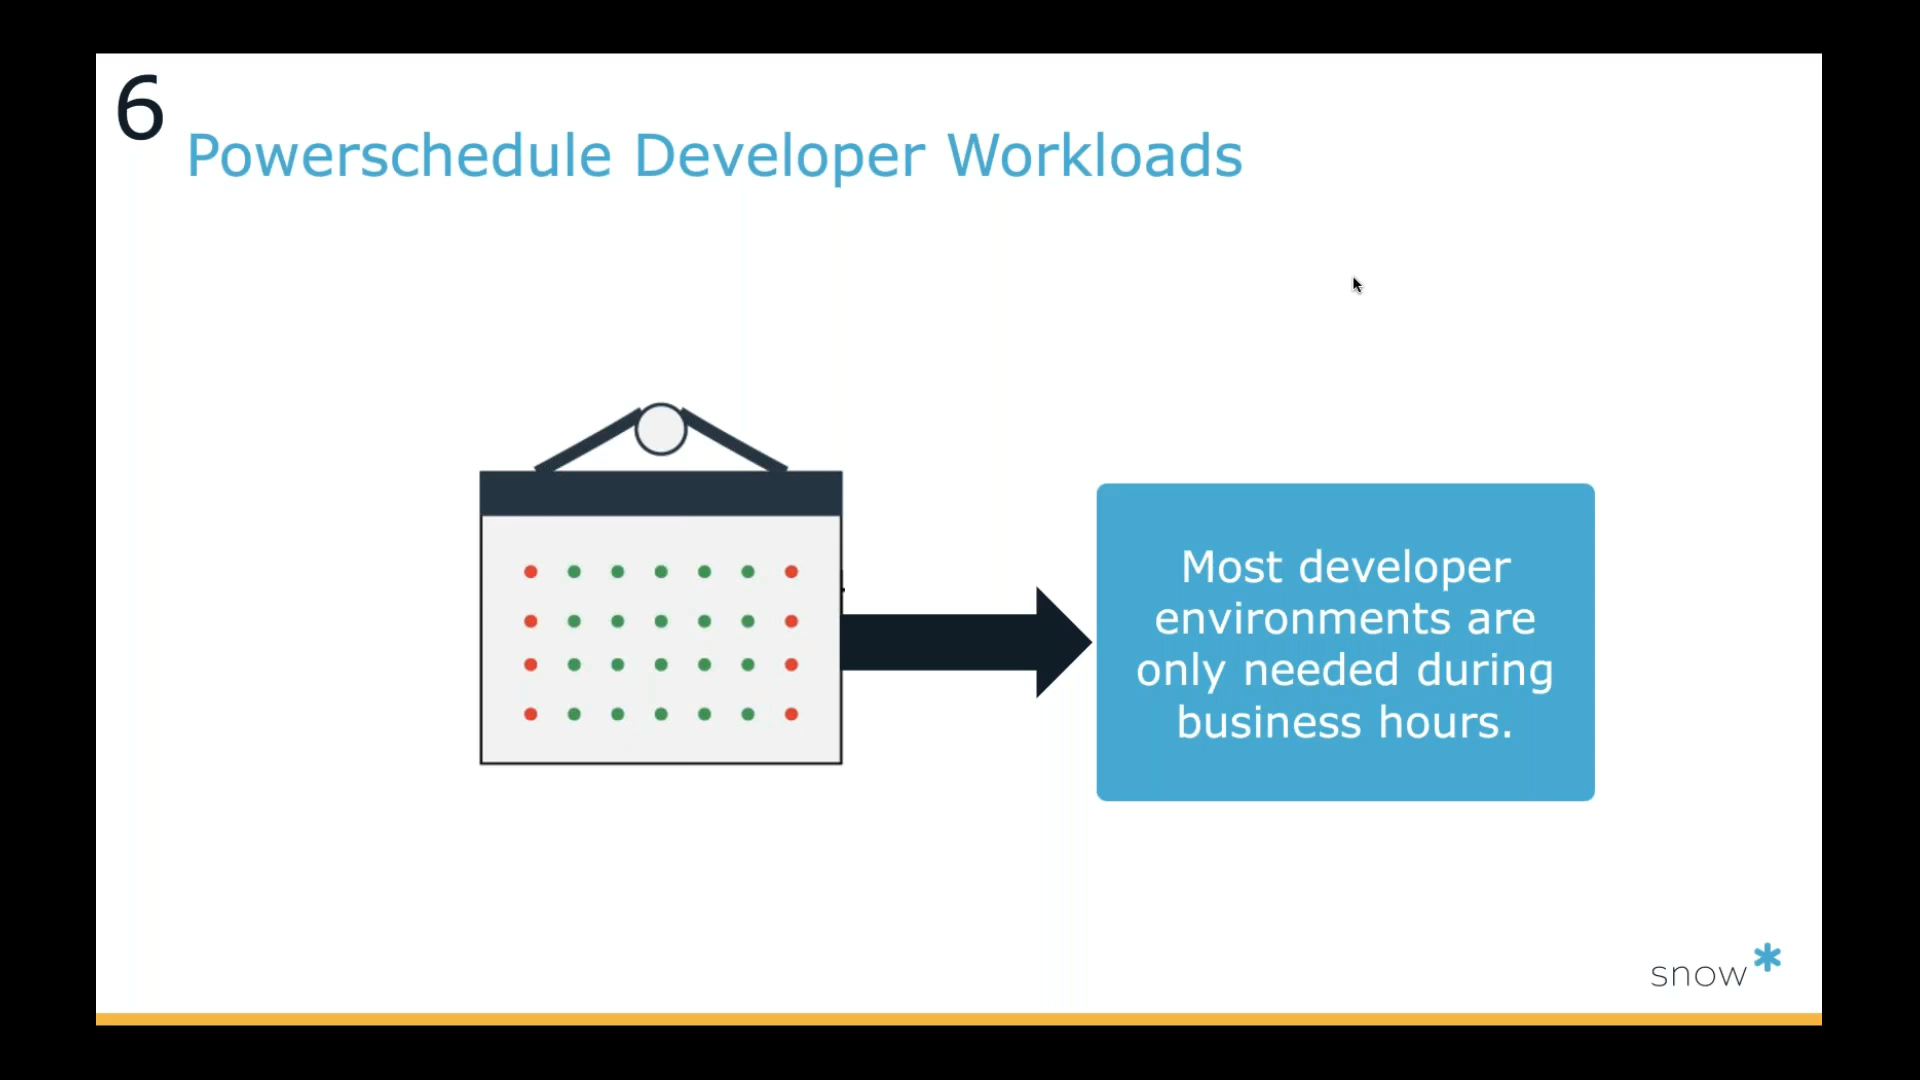 6
Powerschedule Developer Workloads
Most developer
environments are
only needed during
business hours.
snow